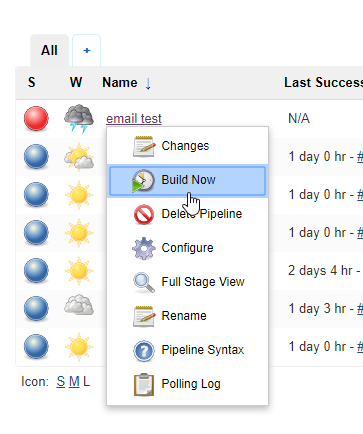 All +
S W Name ↓ Last Success
email test N/A
Changes
1 day 0 hr - #
Build Now
1 day 0 hr - #
Delete Pipeline
1 day 0 hr - #
Configure
2 days 4 hr -
Full Stage View
1 day 3 hr - #
Rename
1 day 0 hr - #
Pipeline Syntax
Icon: S M L
Polling Log